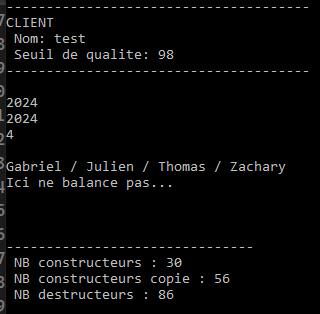 --------------------------------------
CLIENT
Nom: test
Seuil de qualite: 98
--------------------------------------
2024
2024
4
Gabriel / Julien / Thomas / Zachary
Ici ne balance pas...
-------------------------------
NB constructeurs : 30
NB constructeurs copie : 56
NB destructeurs : 86